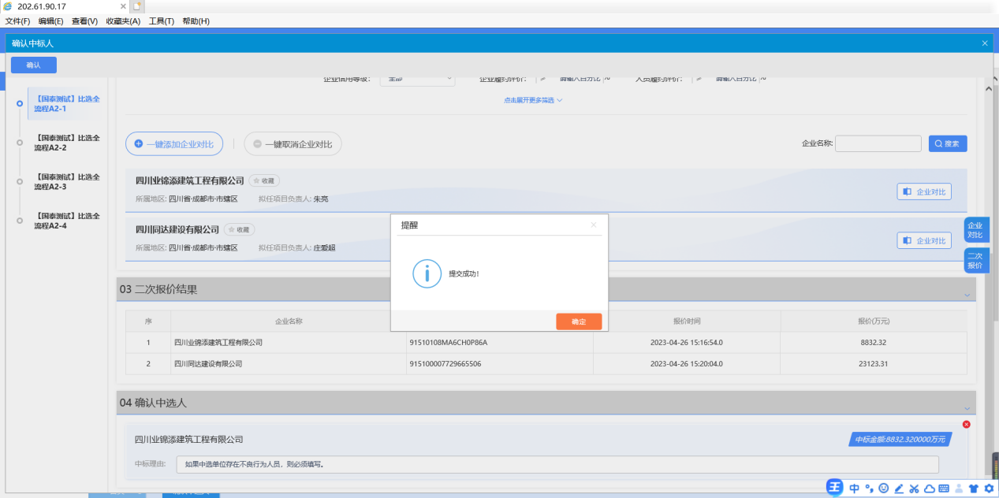 202.61.90.17
文件(F) 编辑(E) 查看(V) 收藏夹(A) 工具(T) 帮助(H)
确认中标人
确认
【国泰测试】比选全
流程A2-1
【国泰测试】比选全
流程A2-2
【国泰测试】比选全
流程A2-3
【国泰测试】比选全
流程A2-4
企业信用等级: 全部 企业履约评价: 请输入百分比 % 人员履约评价: 请输入百分比 %
点击展开更多筛选
一键添加企业对比 一键取消企业对比 企业名称: 搜索
四川业锦添建筑工程有限公司 收藏
所属地区: 四川省·成都市·市辖区 拟任项目负责人: 朱亮
企业对比
四川同达建设有限公司 收藏
所属地区: 四川省·成都市·市辖区 拟任项目负责人: 庄爱超
企业对比
企业
对比
二次
报价
提醒
提交成功!
确定
03 二次报价结果
序 企业名称 报价时间 报价(万元)
1 四川业锦添建筑工程有限公司 91510108MA6CH0P86A 2023-04-26 15:16:54.0 8832.32
2 四川同达建设有限公司 915100007729665506 2023-04-26 15:20:04.0 23123.31
04 确认中选人
四川业锦添建筑工程有限公司 中标金额:8832.320000万元
中标理由: 如果中选单位存在不良行为人员，则必须填写。
王 中